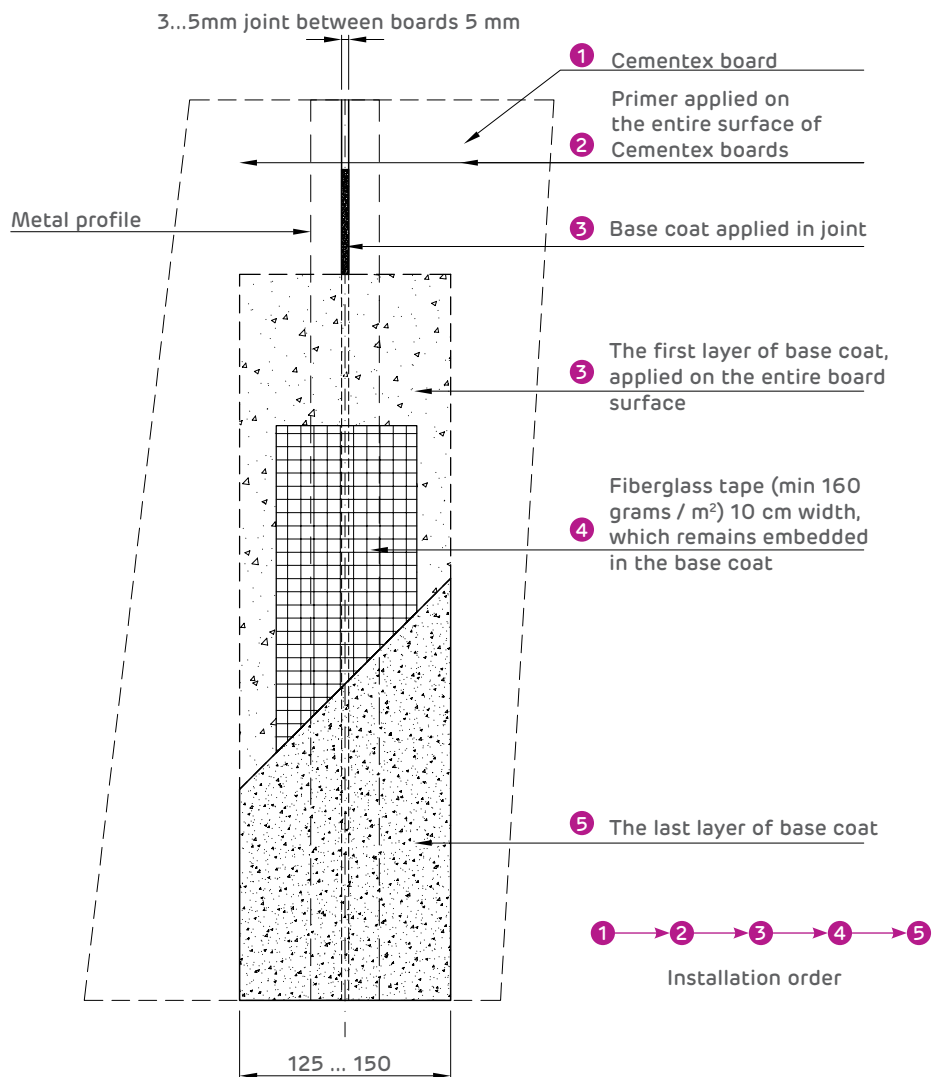 3...5mm joint between boards 5 mm
1 Cementex board
Primer applied on
the entire surface of
2 Cementex boards
Metal profile
3 Base coat applied in joint
The first layer of base coat,
3 applied on the entire board
surface
Fiberglass tape (min 160
grams / m²) 10 cm width,
4 which remains embedded
in the base coat
5 The last layer of base coat
1 2 3 4 5
Installation order
125 ... 150